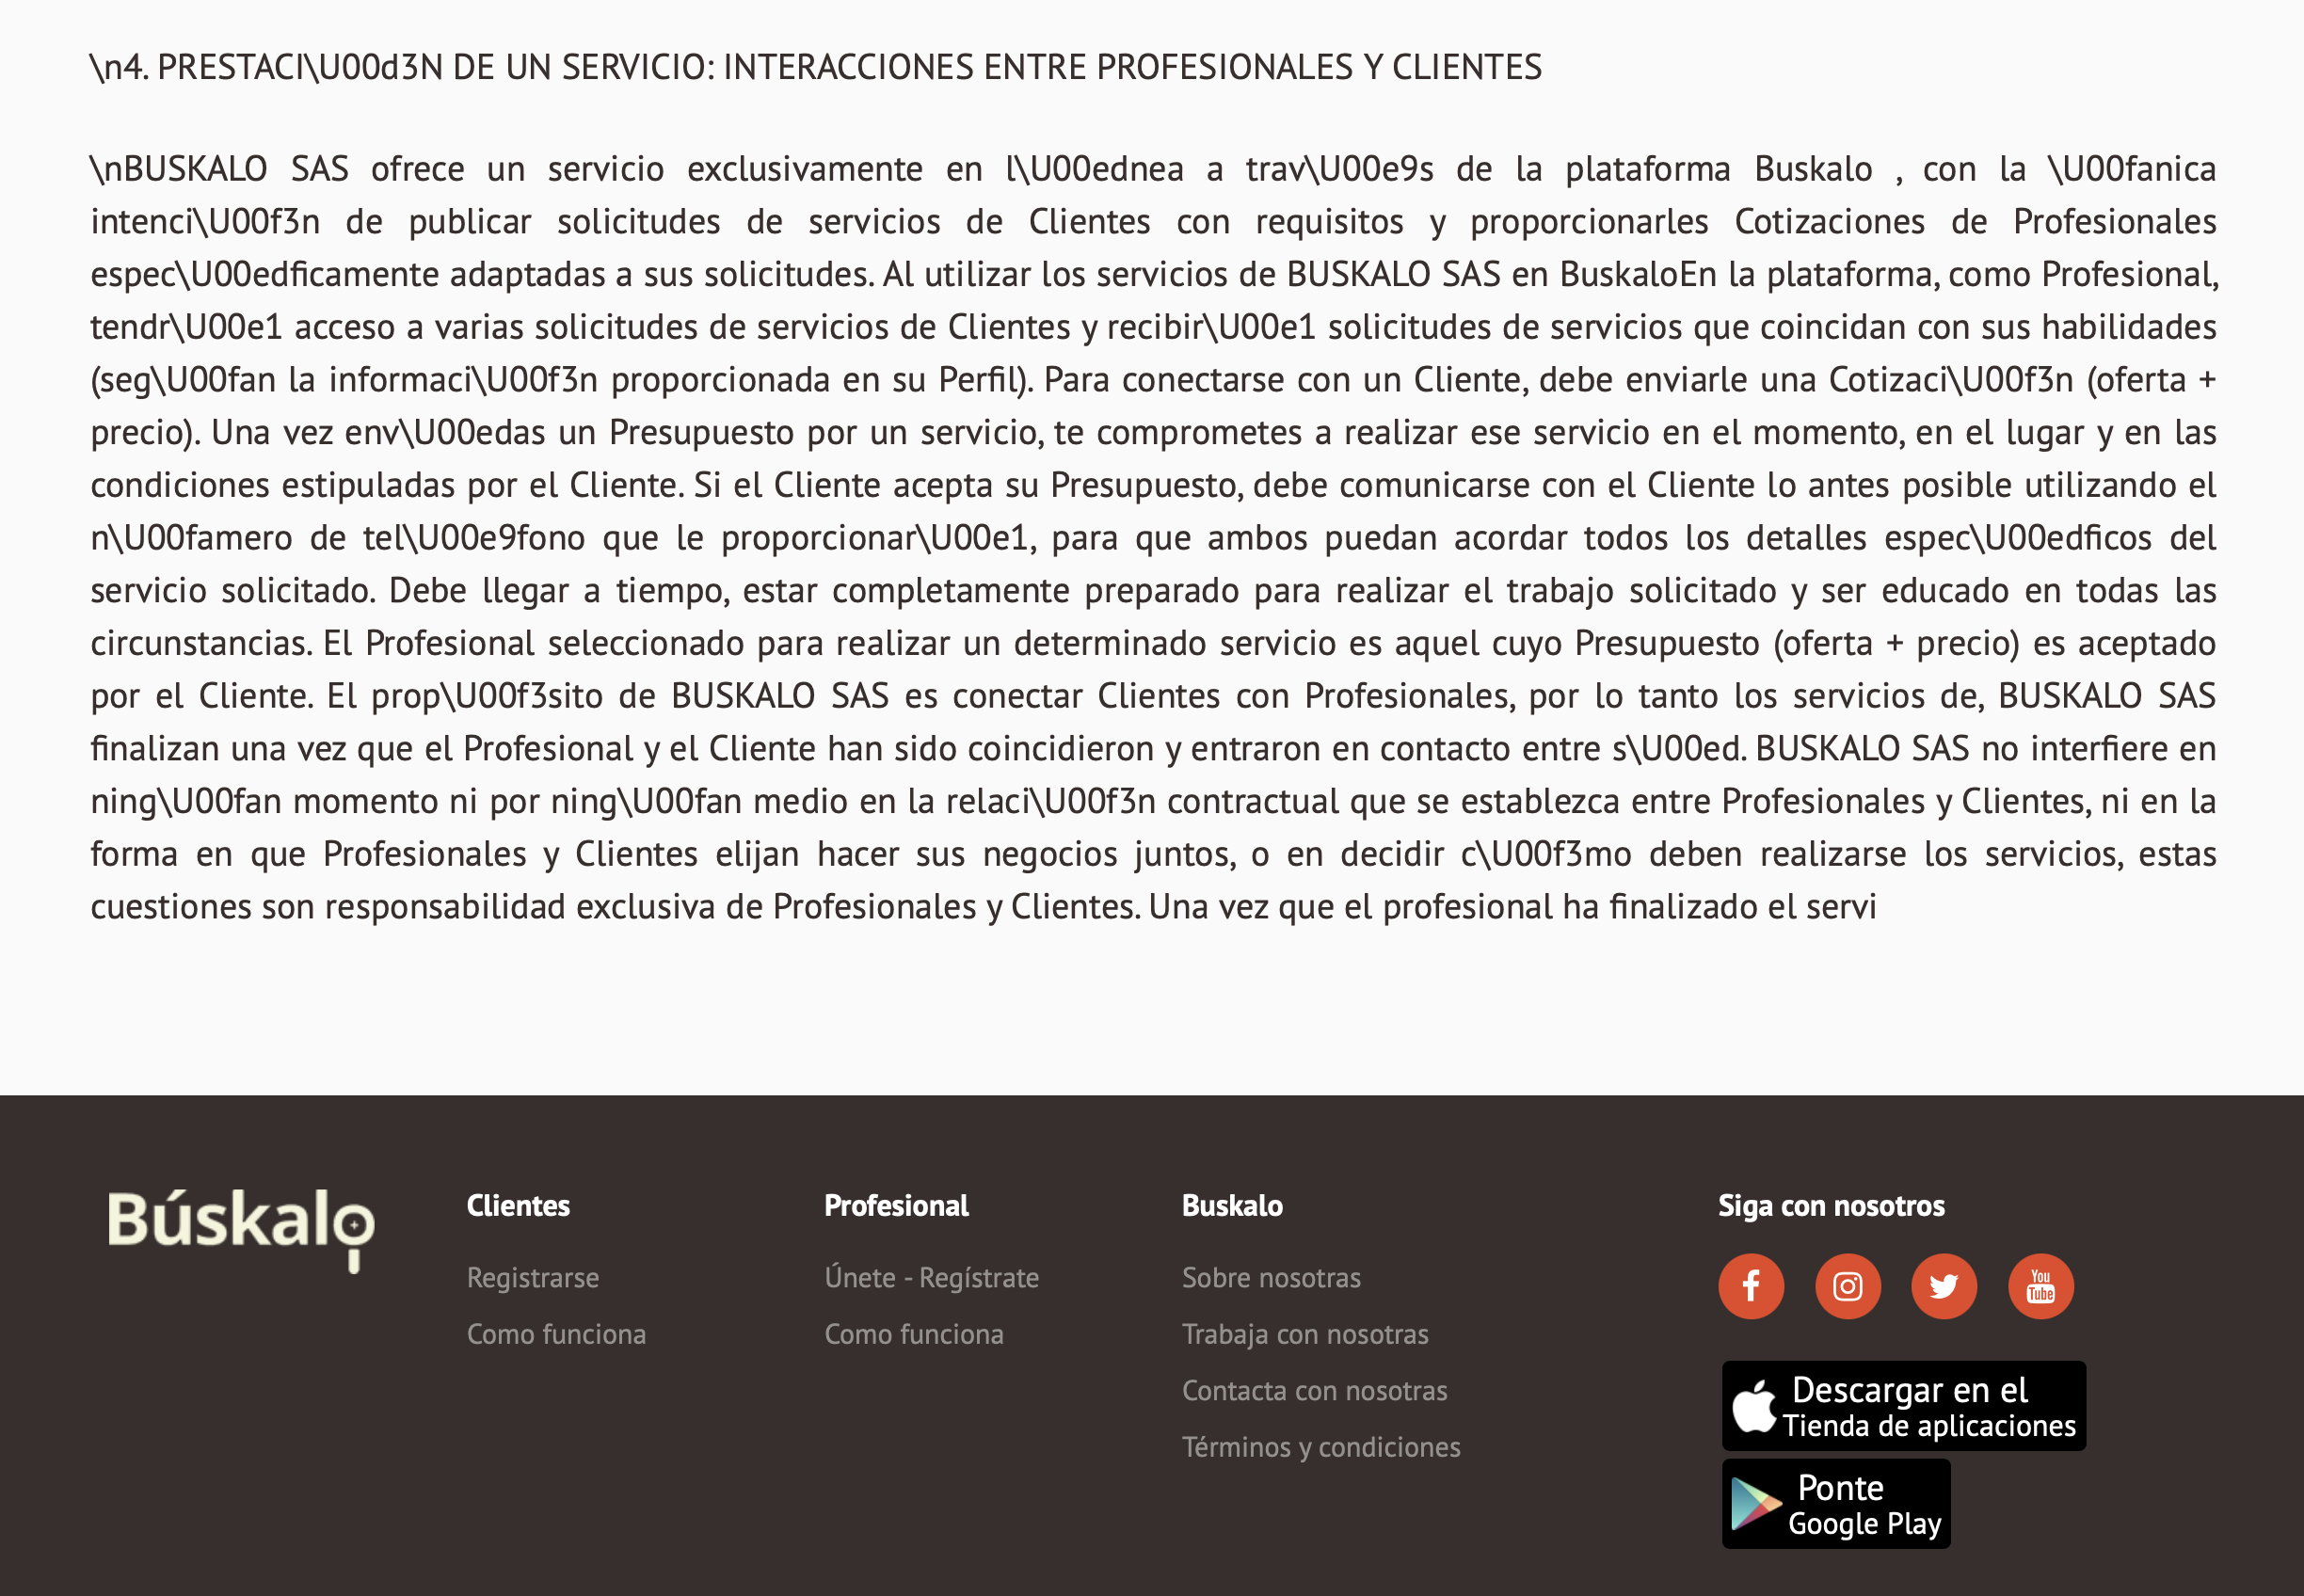 \n4. PRESTACI\U00d3N DE UN SERVICIO: INTERACCIONES ENTRE PROFESIONALES Y CLIENTES
\nBUSKALO SAS ofrece un servicio exclusivamente en l\U00ednea a trav\U00e9s de la plataforma Buskalo , con la \U00fanica
intenci\U00f3n de publicar solicitudes de servicios de Clientes con requisitos y proporcionarles Cotizaciones de Profesionales
espec\U00edficamente adaptadas a sus solicitudes. Al utilizar los servicios de BUSKALO SAS en BuskaloEn la plataforma, como Profesional,
tendr\U00e1 acceso a varias solicitudes de servicios de Clientes y recibir\U00e1 solicitudes de servicios que coincidan con sus habilidades
(seg\U00fan la informaci\U00f3n proporcionada en su Perfil). Para conectarse con un Cliente, debe enviarle una Cotizaci\U00f3n (oferta +
precio). Una vez env\U00edas un Presupuesto por un servicio, te comprometes a realizar ese servicio en el momento, en el lugar y en las
condiciones estipuladas por el Cliente. Si el Cliente acepta su Presupuesto, debe comunicarse con el Cliente lo antes posible utilizando el
n\U00famero de tel\U00e9fono que le proporcionar\U00e1, para que ambos puedan acordar todos los detalles espec\U00edficos del
servicio solicitado. Debe llegar a tiempo, estar completamente preparado para realizar el trabajo solicitado y ser educado en todas las
circunstancias. El Profesional seleccionado para realizar un determinado servicio es aquel cuyo Presupuesto (oferta + precio) es aceptado
por el Cliente. El prop\U00f3sito de BUSKALO SAS es conectar Clientes con Profesionales, por lo tanto los servicios de, BUSKALO SAS
finalizan una vez que el Profesional y el Cliente han sido coincidieron y entraron en contacto entre s\U00ed. BUSKALO SAS no interfiere en
ning\U00fan momento ni por ning\U00fan medio en la relaci\U00f3n contractual que se establezca entre Profesionales y Clientes, ni en la
forma en que Profesionales y Clientes elijan hacer sus negocios juntos, o en decidir c\U00f3mo deben realizarse los servicios, estas
cuestiones son responsabilidad exclusiva de Profesionales y Clientes. Una vez que el profesional ha finalizado el servi
Búskalo
Clientes
Registrarse
Como funciona
Profesional
Únete - Regístrate
Como funciona
Buskalo
Sobre nosotras
Trabaja con nosotras
Contacta con nosotras
Términos y condiciones
Siga con nosotros
You
Tube
Descargar en el
Tienda de aplicaciones
Ponte
Google Play